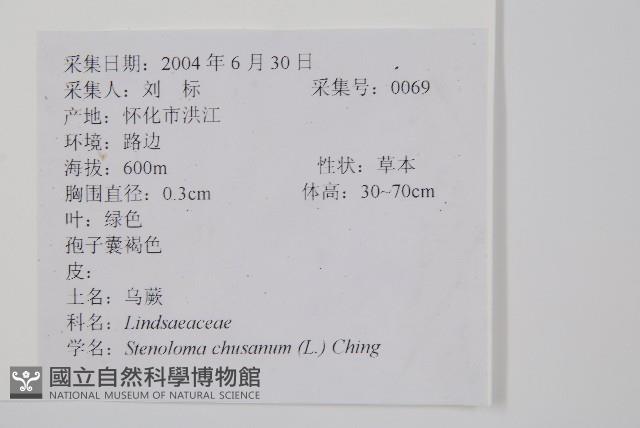 采集日期：2004 年 6 月 30 日
采集人：刘　标　　采集号：0069
产地：怀化市洪江
环境：路边
海拔：600m　　性状：草本
胸围直径：0.3cm　　体高：30~70cm
叶：绿色
孢子囊褐色
皮：
土名：乌蕨
科名：Lindsaeaceae
学名：Stenoloma chusanum (L.) Ching
國立自然科學博物館
NATIONAL MUSEUM OF NATURAL SCIENCE